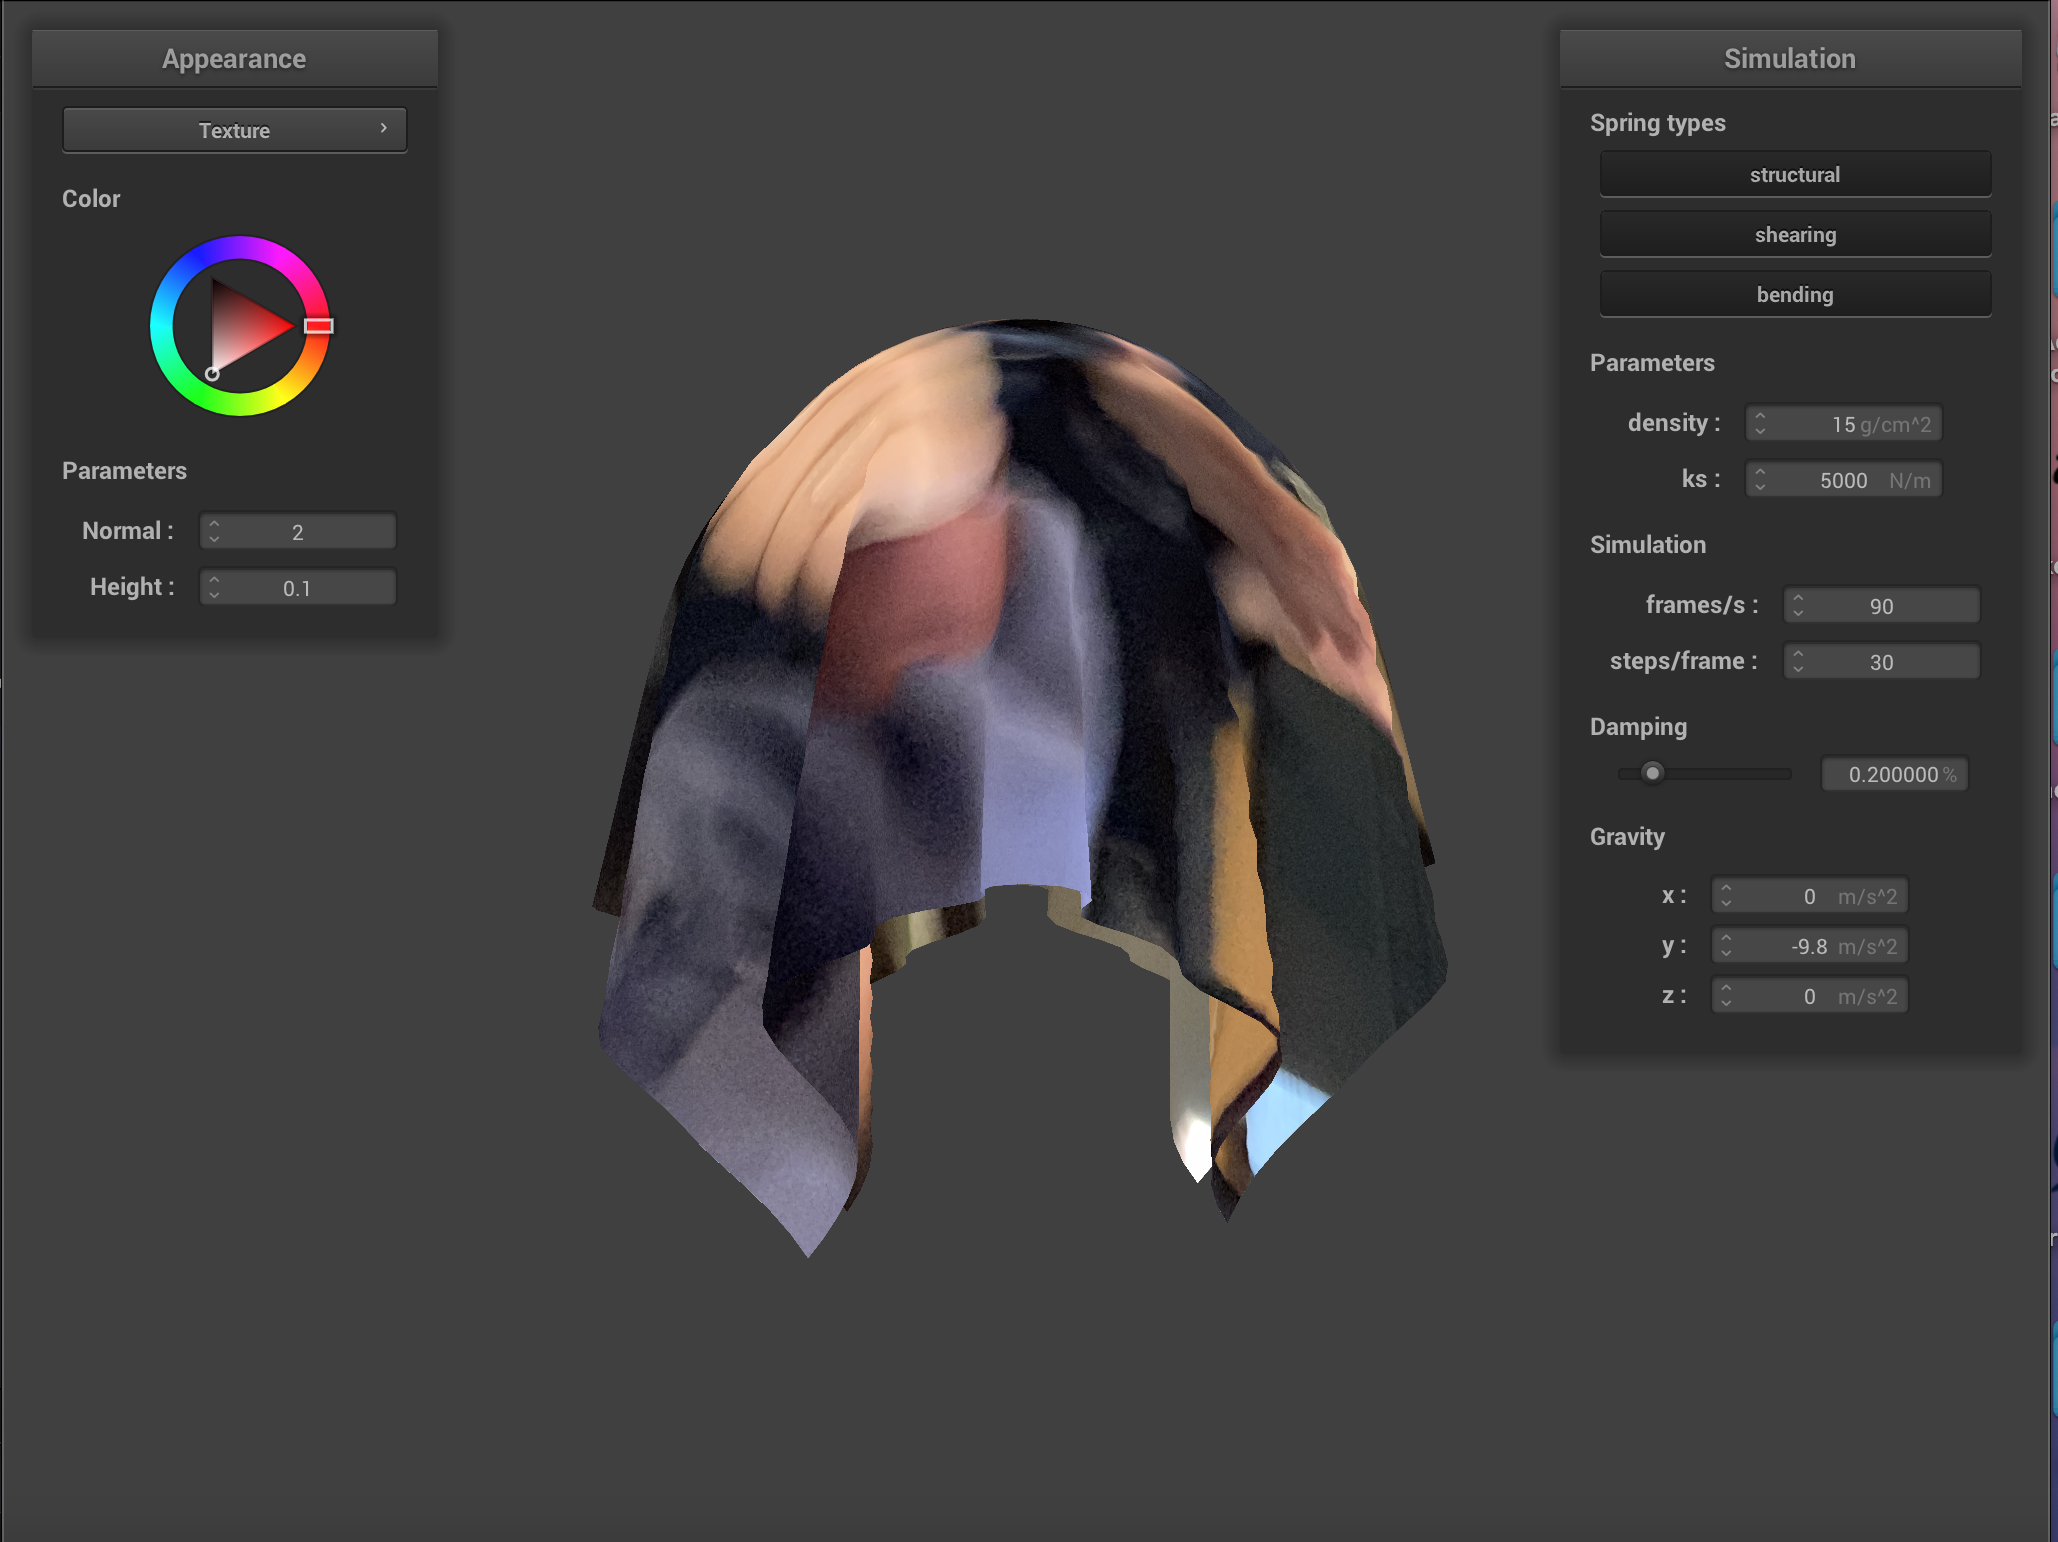 Appearance
Texture
Color
Parameters
Normal : 2
Height : 0.1
Simulation
Spring types
structural
shearing
bending
Parameters
density : 15 g/cm^2
ks : 5000 N/m
Simulation
frames/s : 90
steps/frame : 30
Damping
0.200000 %
Gravity
x : 0 m/s^2
y : -9.8 m/s^2
z : 0 m/s^2